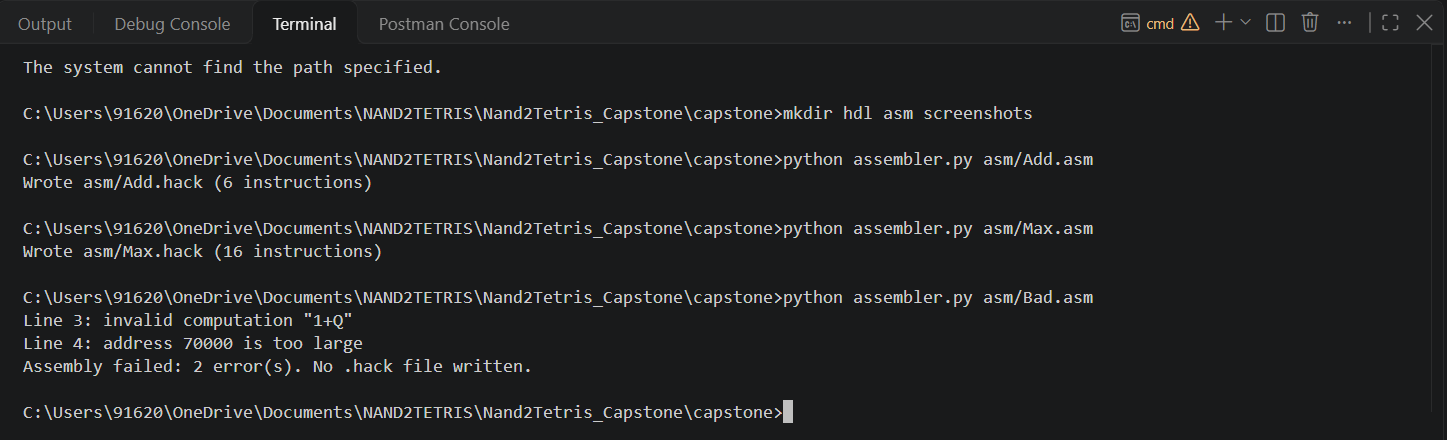 Output Debug Console Terminal Postman Console cmd
The system cannot find the path specified.
C:\Users\91620\OneDrive\Documents\NAND2TETRIS\Nand2Tetris_Capstone\capstone>mkdir hdl asm screenshots
C:\Users\91620\OneDrive\Documents\NAND2TETRIS\Nand2Tetris_Capstone\capstone>python assembler.py asm/Add.asm
Wrote asm/Add.hack (6 instructions)
C:\Users\91620\OneDrive\Documents\NAND2TETRIS\Nand2Tetris_Capstone\capstone>python assembler.py asm/Max.asm
Wrote asm/Max.hack (16 instructions)
C:\Users\91620\OneDrive\Documents\NAND2TETRIS\Nand2Tetris_Capstone\capstone>python assembler.py asm/Bad.asm
Line 3: invalid computation "1+Q"
Line 4: address 70000 is too large
Assembly failed: 2 error(s). No .hack file written.
C:\Users\91620\OneDrive\Documents\NAND2TETRIS\Nand2Tetris_Capstone\capstone>